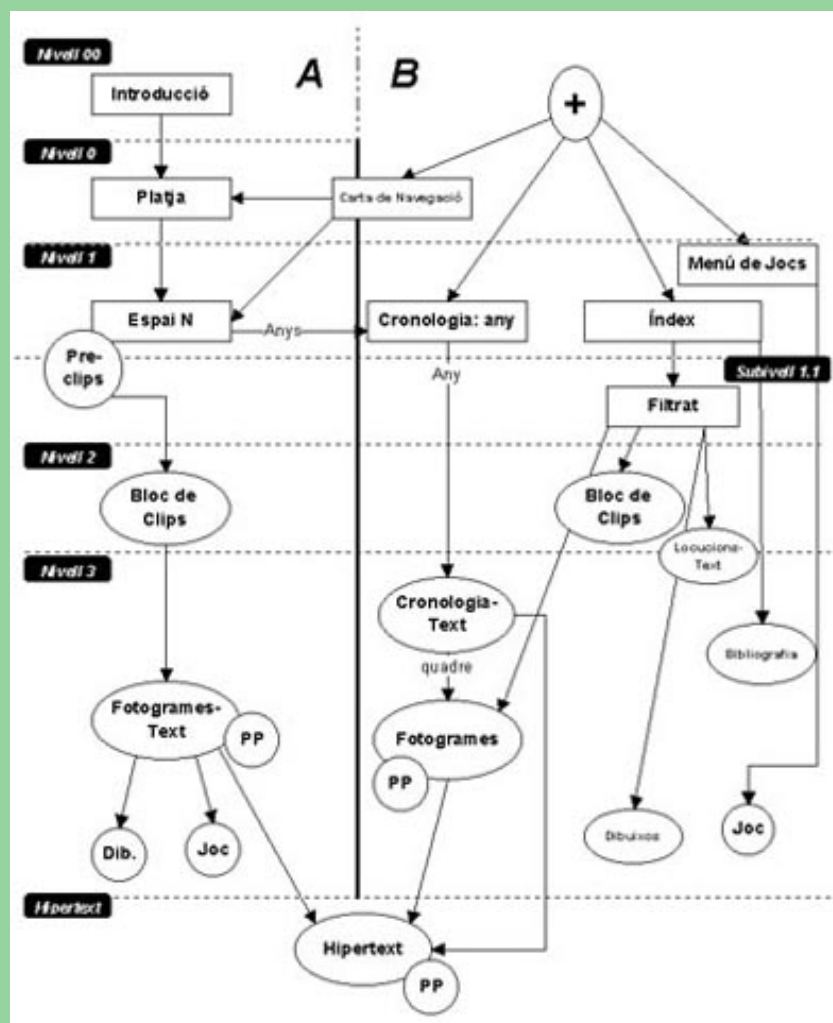 Nivell 00
A
B
Introducció
+
Nivell 0
Platja
Carta de Navegació
Nivell 1
Menú de Jocs
Espai N
Anys
Cronologia: any
Índex
Pre-
clips
Any
Subivell 1.1
Filtrat
Nivell 2
Bloc de
Clips
Bloc de
Clips
Locucions-
Text
Nivell 3
Cronologia-
Text
Bibliografia
quadre
Fotogrames-
Text
PP
Fotogrames
PP
Dib.
Joc
Dibuixos
Joc
Hipertext
Hipertext
PP